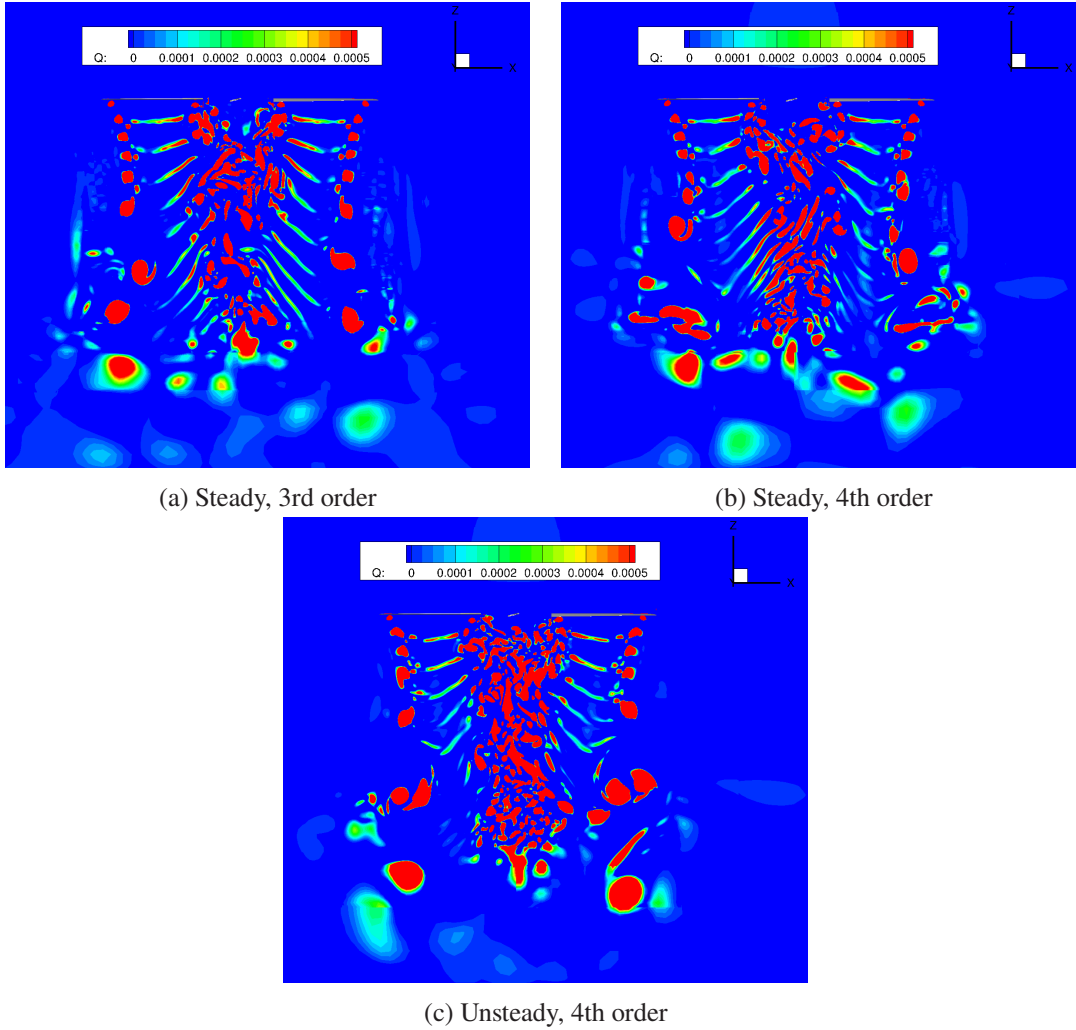 Z
Q: 0 0.0001 0.0002 0.0003 0.0004 0.0005
X
Z
Q: 0 0.0001 0.0002 0.0003 0.0004 0.0005
X
(a) Steady, 3rd order
(b) Steady, 4th order
Z
Q: 0 0.0001 0.0002 0.0003 0.0004 0.0005
X
(c) Unsteady, 4th order